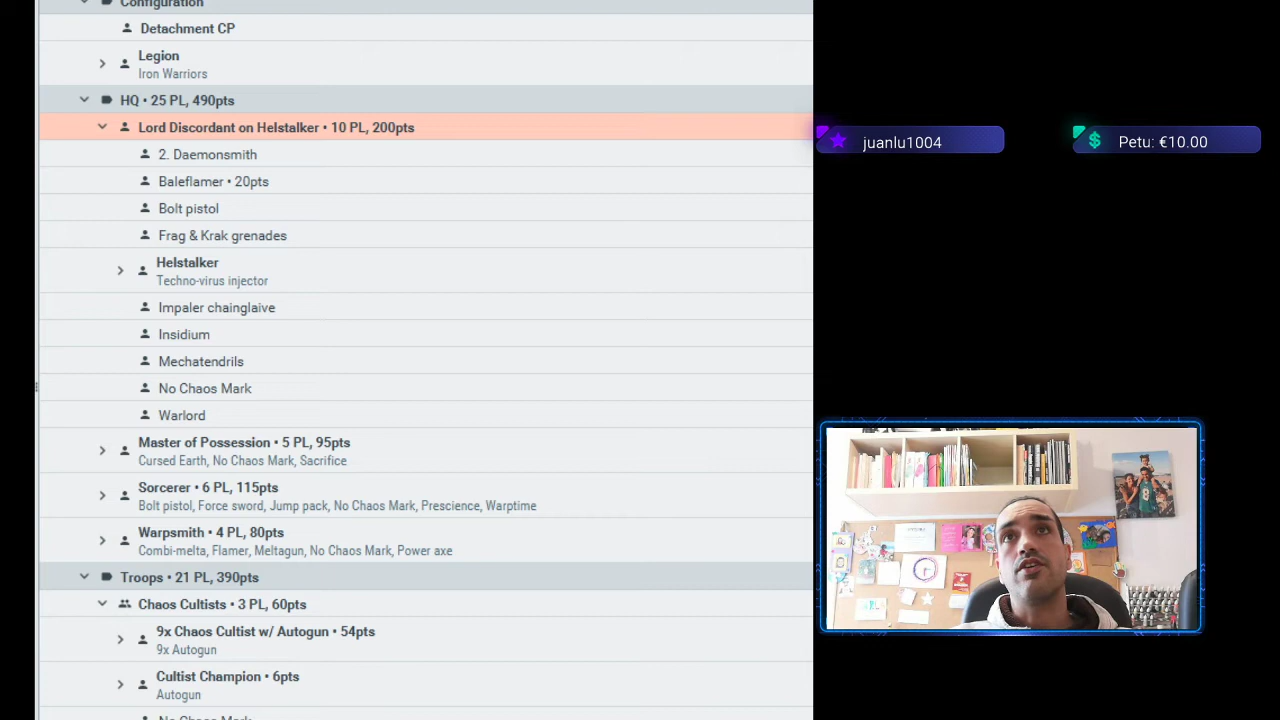 Configuration
Detachment CP
Legion
Iron Warriors
HQ • 25 PL, 490pts
Lord Discordant on Helstalker • 10 PL, 200pts
2. Daemonsmith
Baleflamer • 20pts
Bolt pistol
Frag & Krak grenades
Helstalker
Techno-virus injector
Impaler chainglaive
Insidium
Mechatendrils
No Chaos Mark
Warlord
Master of Possession • 5 PL, 95pts
Cursed Earth, No Chaos Mark, Sacrifice
Sorcerer • 6 PL, 115pts
Bolt pistol, Force sword, Jump pack, No Chaos Mark, Prescience, Warptime
Warpsmith • 4 PL, 80pts
Combi-melta, Flamer, Meltagun, No Chaos Mark, Power axe
Troops • 21 PL, 390pts
Chaos Cultists • 3 PL, 60pts
9x Chaos Cultist w/ Autogun • 54pts
9x Autogun
Cultist Champion • 6pts
Autogun
No Chaos Mark
juanlu1004
$ Petu: €10.00
8